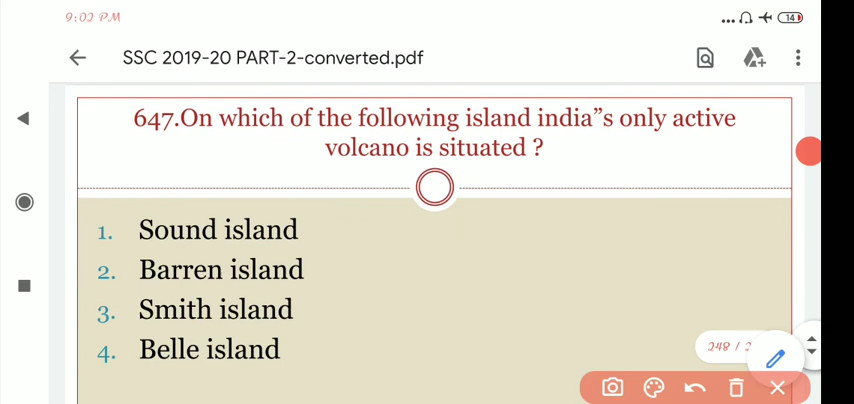 9:02 PM
14
SSC 2019-20 PART-2-converted.pdf
647.On which of the following island india”s only active
volcano is situated ?
1. Sound island
2. Barren island
3. Smith island
4. Belle island
248 / 2